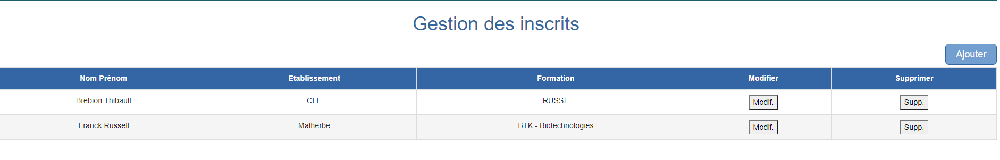 Gestion des inscrits
Ajouter
Nom Prénom Etablissement Formation Modifier Supprimer
Brebion Thibault CLE RUSSE Modif. Supp.
Franck Russell Malherbe BTK - Biotechnologies Modif. Supp.